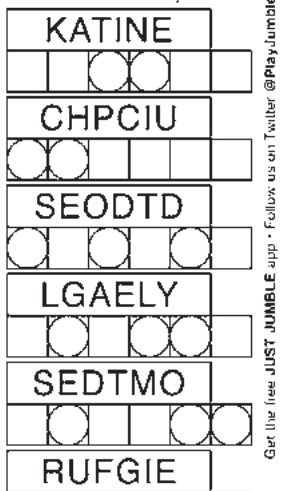 KATINE
CHPCIU
SEODTD
LGAELY
SEDTMO
RUFGIE
Get the free JUST JUMBLE app • Follow us on Twitter @PlayJumble